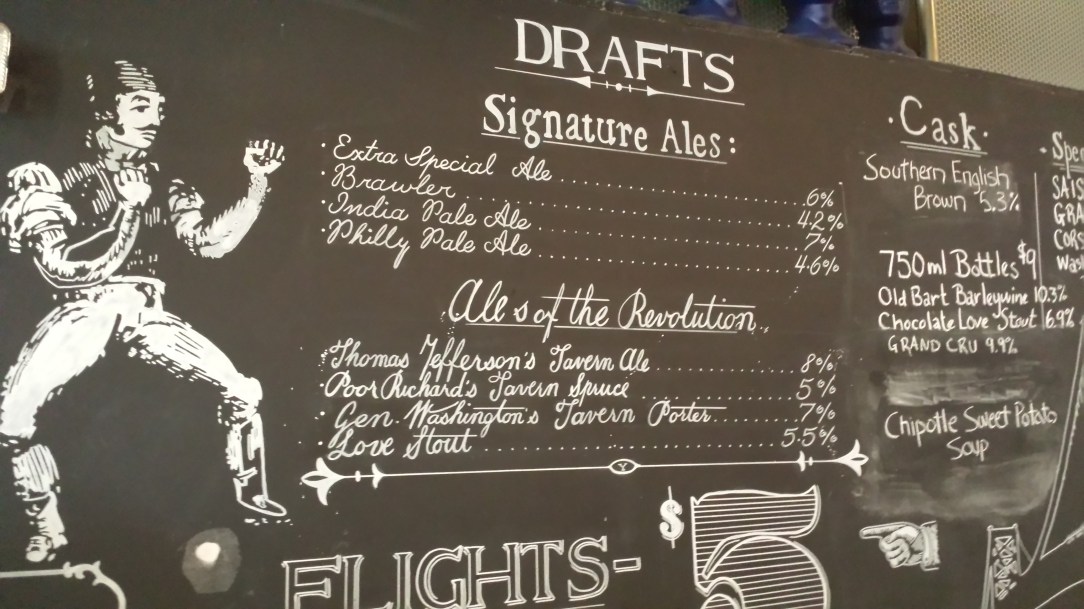 DRAFTS
Signature Ales:
· Extra Special Ale .......... 6%
· Brawler .......... 4.2%
· India Pale Ale .......... 7%
· Philly Pale Ale .......... 4.6%
Ales of the Revolution
· Thomas Jefferson's Tavern Ale .......... 8%
· Poor Richard's Tavern Spruce .......... 5%
· Gen. Washington's Tavern Porter .......... 7%
· Love Stout .......... 5.5%
Y
FLIGHTS- $5
· Cask ·
Southern English
Brown 5.3%
750ml Bottles $9
Old Bart Barleywine 10.3%
Chocolate Love Stout 6.9%
GRAND CRU 9.9%
Chipotle Sweet Potato
Soup